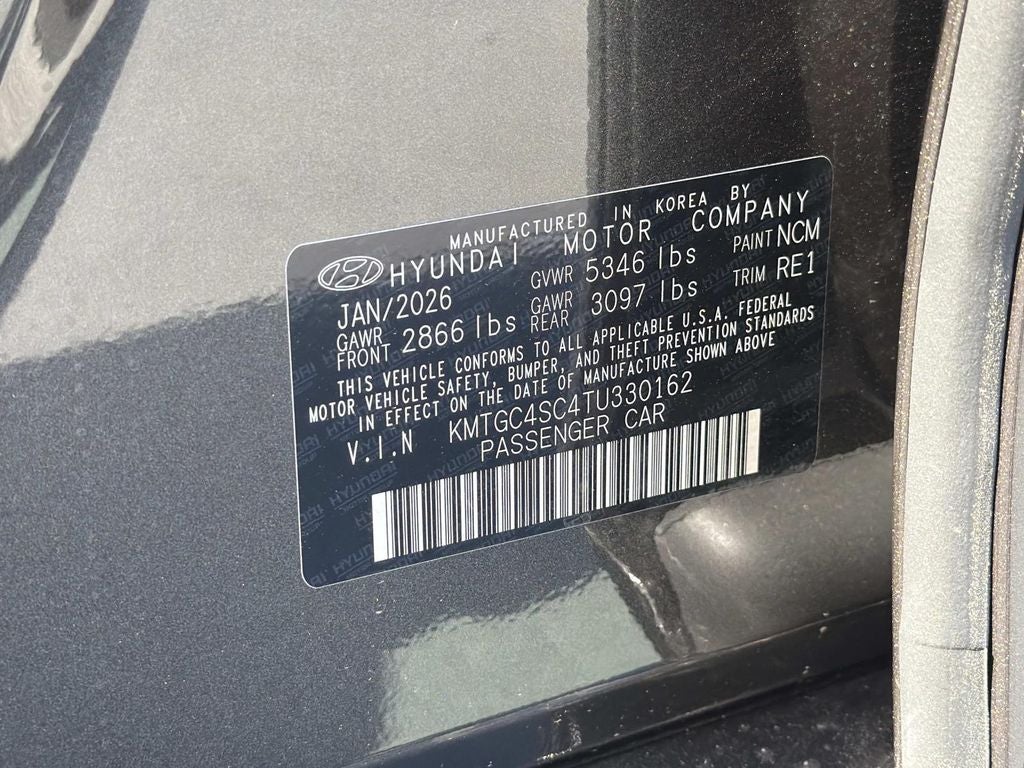 MANUFACTURED IN KOREA BY
HYUNDAI MOTOR COMPANY
JAN/2026 GVWR 5346 lbs PAINT NCM
GAWR FRONT 2866 lbs GAWR REAR 3097 lbs TRIM RE1
THIS VEHICLE CONFORMS TO ALL APPLICABLE U.S.A. FEDERAL
MOTOR VEHICLE SAFETY, BUMPER, AND THEFT PREVENTION STANDARDS
IN EFFECT ON THE DATE OF MANUFACTURE SHOWN ABOVE
V.I.N KMTGC4SC4TU330162
PASSENGER CAR